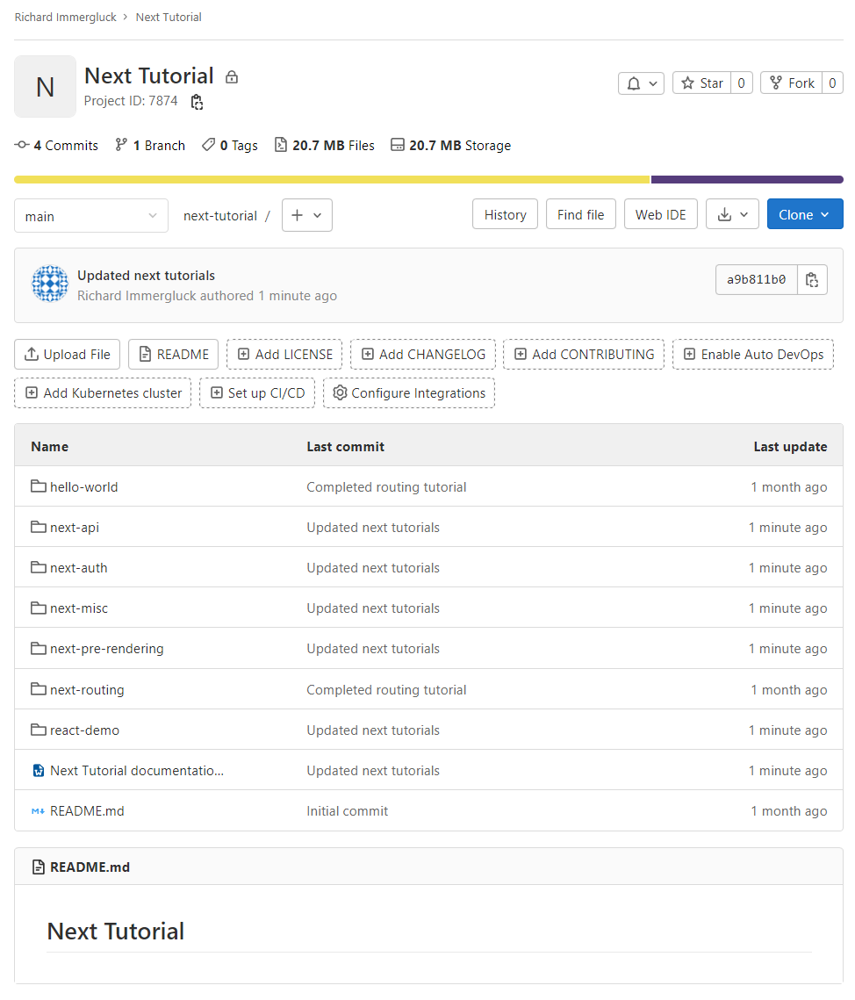 Richard Immergluck › Next Tutorial
N
Next Tutorial
Project ID: 7874
Star 0
Fork 0
4 Commits 1 Branch 0 Tags 20.7 MB Files 20.7 MB Storage
main next-tutorial / + History Find file Web IDE Clone
Updated next tutorials
Richard Immergluck authored 1 minute ago
a9b811b0
Upload File README Add LICENSE Add CHANGELOG Add CONTRIBUTING Enable Auto DevOps
Add Kubernetes cluster Set up CI/CD Configure Integrations
Name Last commit Last update
hello-world Completed routing tutorial 1 month ago
next-api Updated next tutorials 1 minute ago
next-auth Updated next tutorials 1 minute ago
next-misc Updated next tutorials 1 minute ago
next-pre-rendering Updated next tutorials 1 minute ago
next-routing Completed routing tutorial 1 month ago
react-demo Updated next tutorials 1 minute ago
Next Tutorial documentatio... Updated next tutorials 1 minute ago
README.md Initial commit 1 month ago
README.md
Next Tutorial